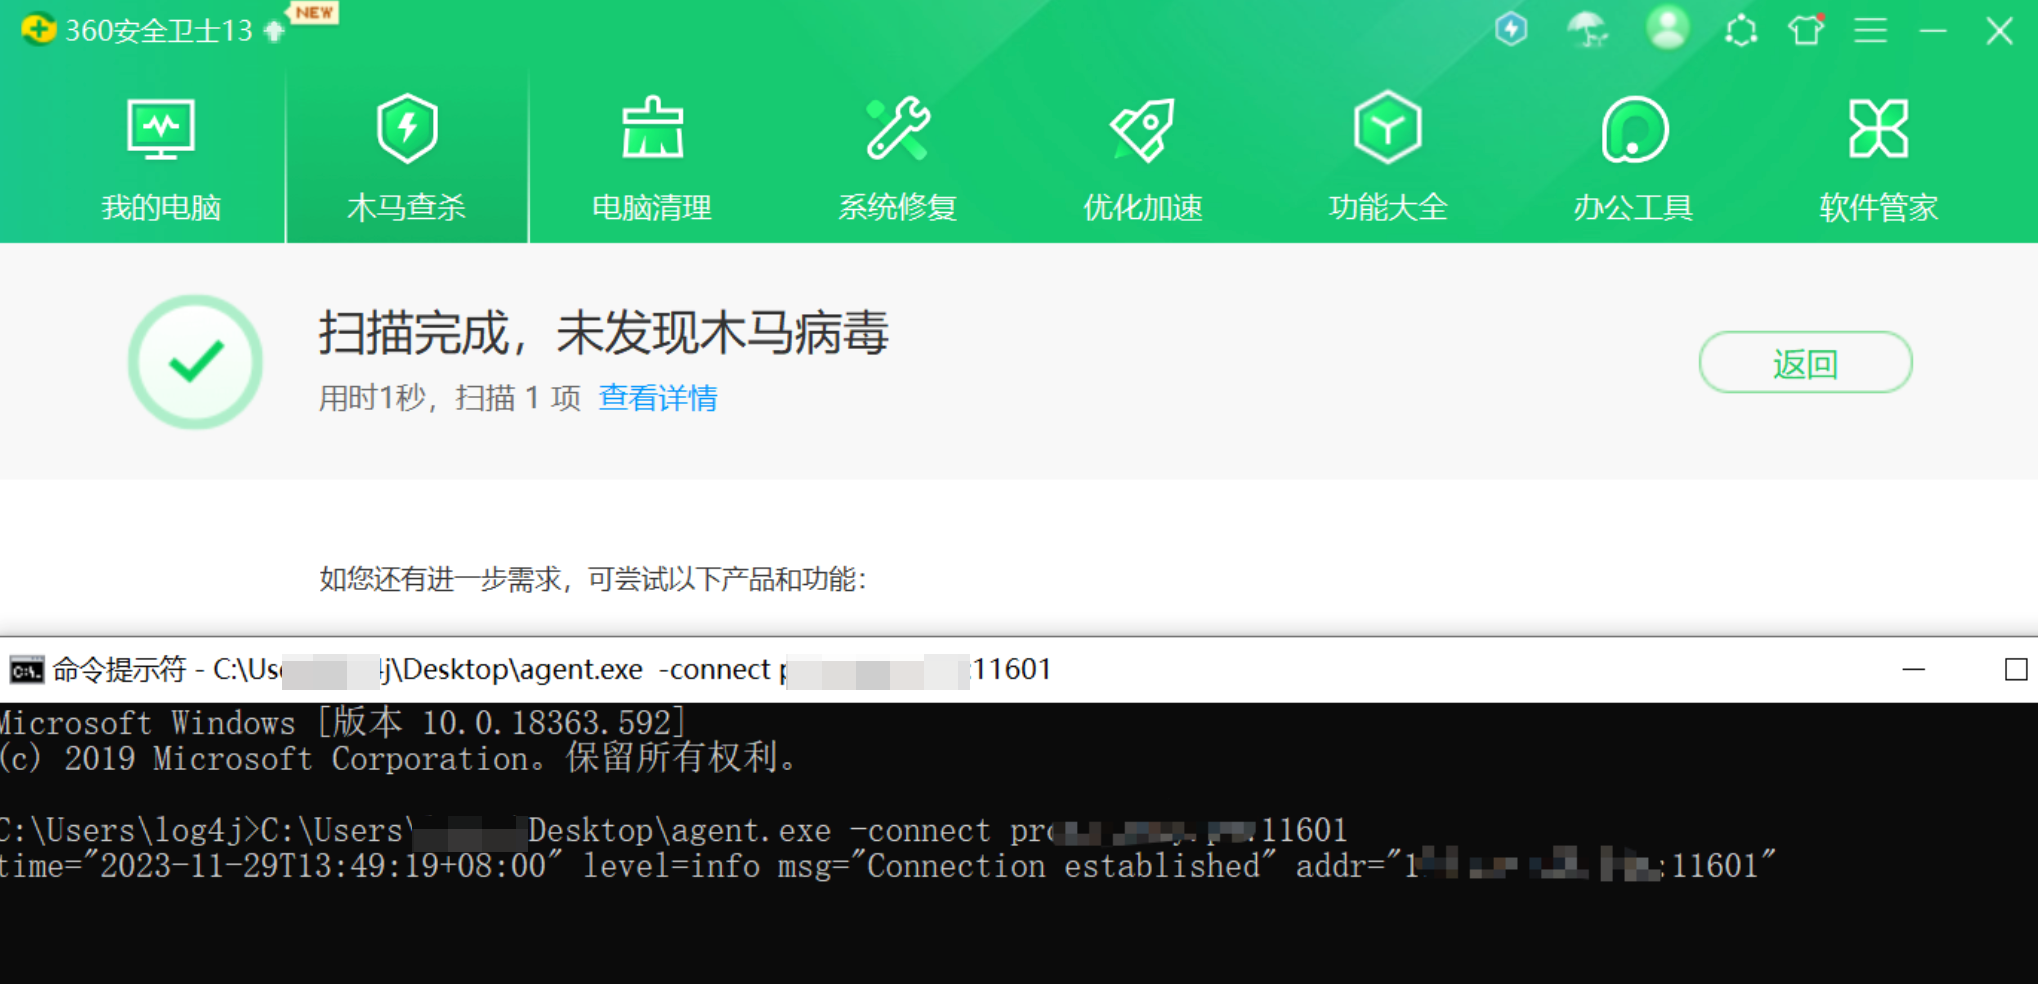 360安全卫士13 NEW
我的电脑 木马查杀 电脑清理 系统修复 优化加速 功能大全 办公工具 软件管家
扫描完成，未发现木马病毒
用时1秒，扫描 1 项 查看详情
返回
如您还有进一步需求，可尝试以下产品和功能：
命令提示符 - C:\Us j\Desktop\agent.exe -connect p :11601
Microsoft Windows [版本 10.0.18363.592]
(c) 2019 Microsoft Corporation。保留所有权利。
C:\Users\log4j>C:\Users\ Desktop\agent.exe -connect pro :11601
time="2023-11-29T13:49:19+08:00" level=info msg="Connection established" addr="1 :11601"